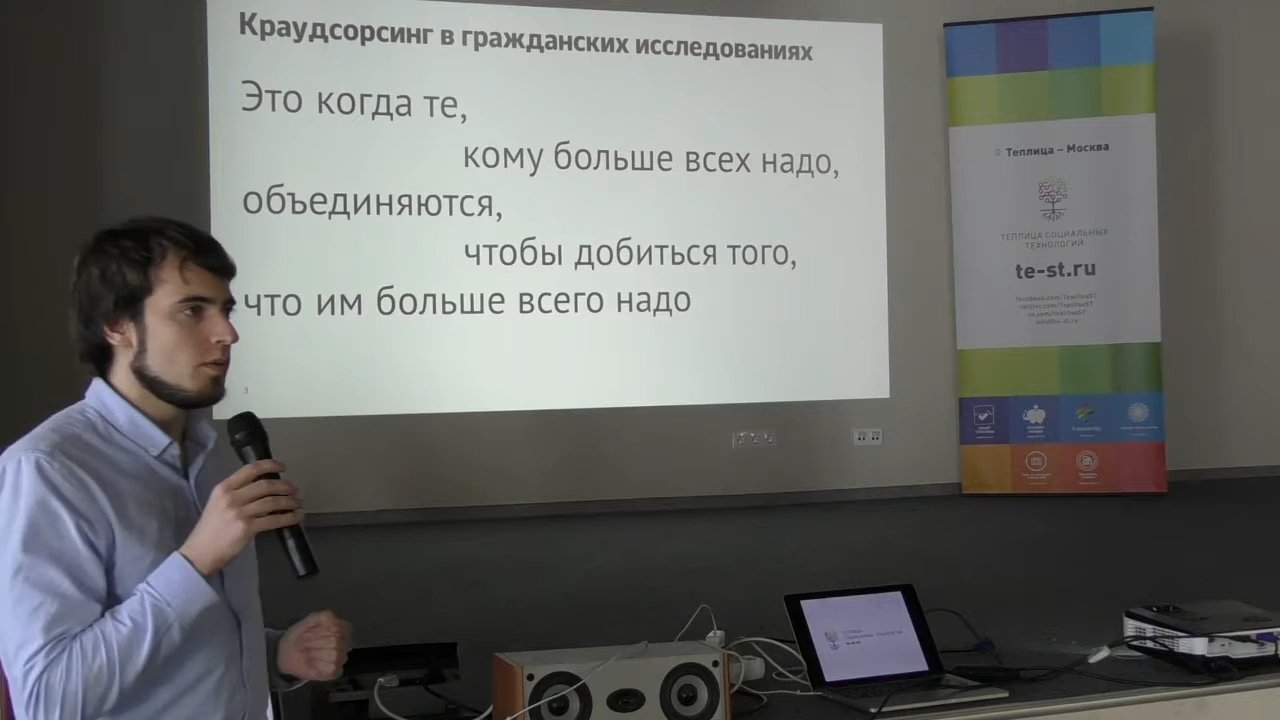 Краудсорсинг в гражданских исследованиях
Это когда те,
кому больше всех надо,
объединяются,
чтобы добиться того,
что им больше всего надо
Теплица – Москва
ТЕПЛИЦА СОЦИАЛЬНЫХ
ТЕХНОЛОГИЙ
te-st.ru